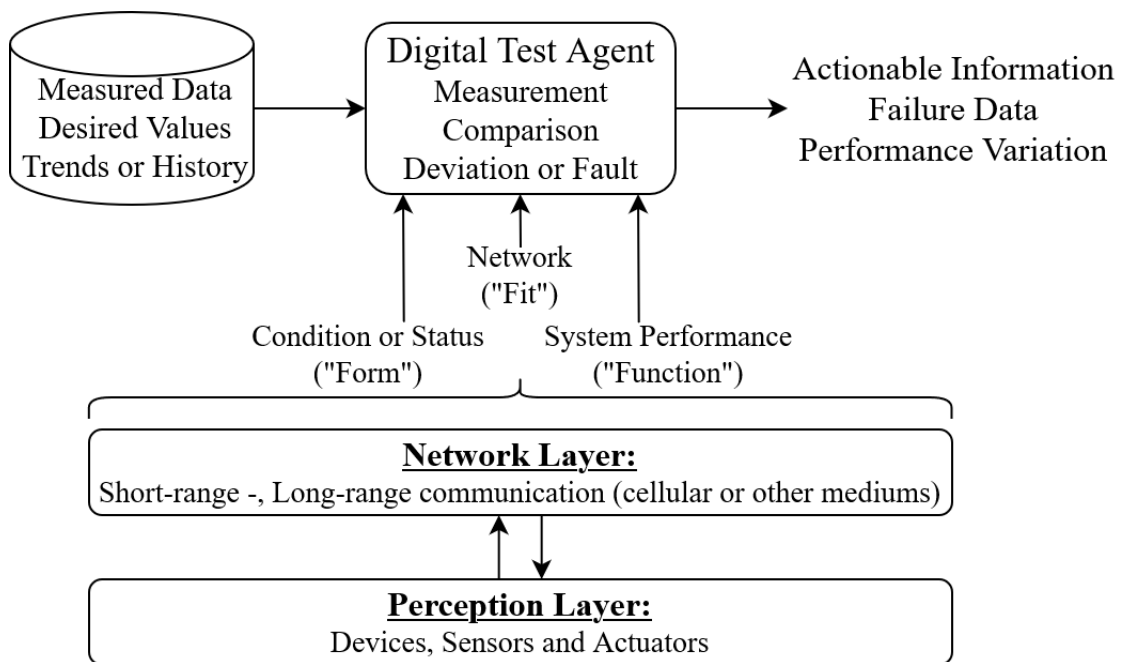 Measured Data
Desired Values
Trends or History
Digital Test Agent
Measurement
Comparison
Deviation or Fault
Actionable Information
Failure Data
Performance Variation
Network
("Fit")
Condition or Status
("Form")
System Performance
("Function")
Network Layer:
Short-range -, Long-range communication (cellular or other mediums)
Perception Layer:
Devices, Sensors and Actuators